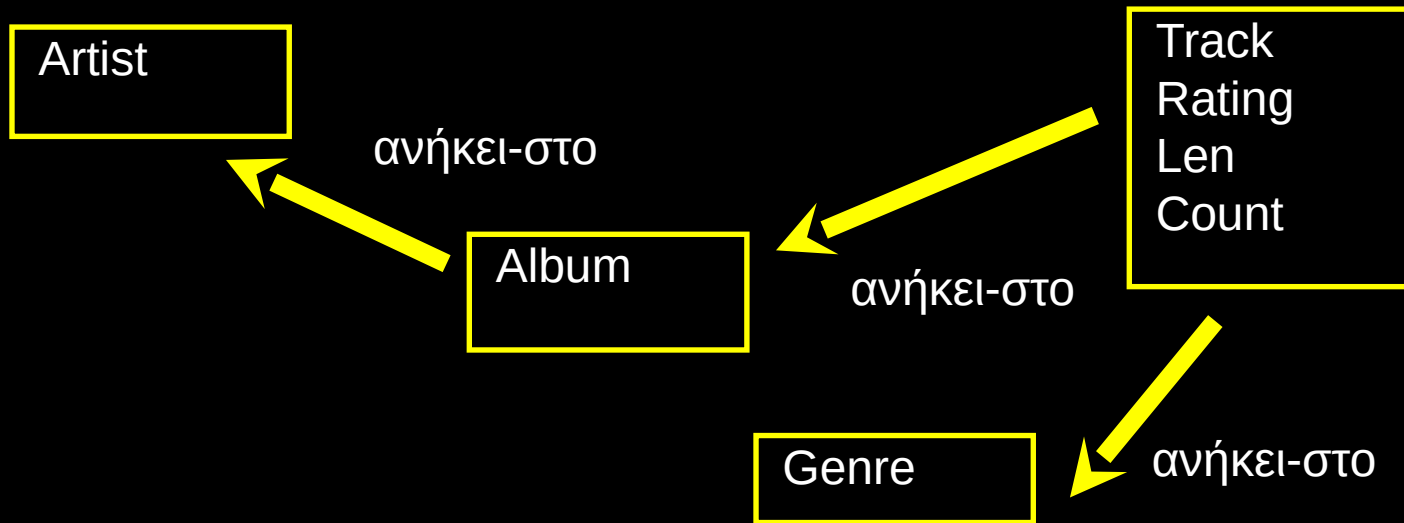 Artist
ανήκει-στο
Album
ανήκει-στο
Track
Rating
Len
Count
ανήκει-στο
Genre